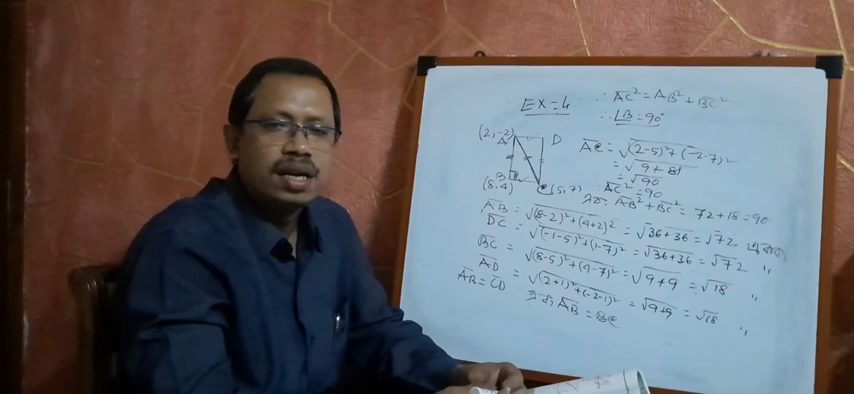 EX=4
∴ AC² = AB² + BC²
∴ ∠B = 90°
(2,-2)
A
D
B
(8,4)
C (5,7)
AC = √(2-5)²+(-2-7)²
= √9+81
= √90
∴ AC² = 90
এবং AB²+BC² = 72+18=90
AB = √(8-2)²+(4+2)² = √36+36 = √72 একক
DC = √(-1-5)²+(1-7)² = √36+36 = √72 "
BC = √(8-5)²+(4-7)² = √9+9 = √18 "
AD = √(2+1)²+(-2-1)² = √9+9 = √18 "
AB = CD
এবং AB = BC